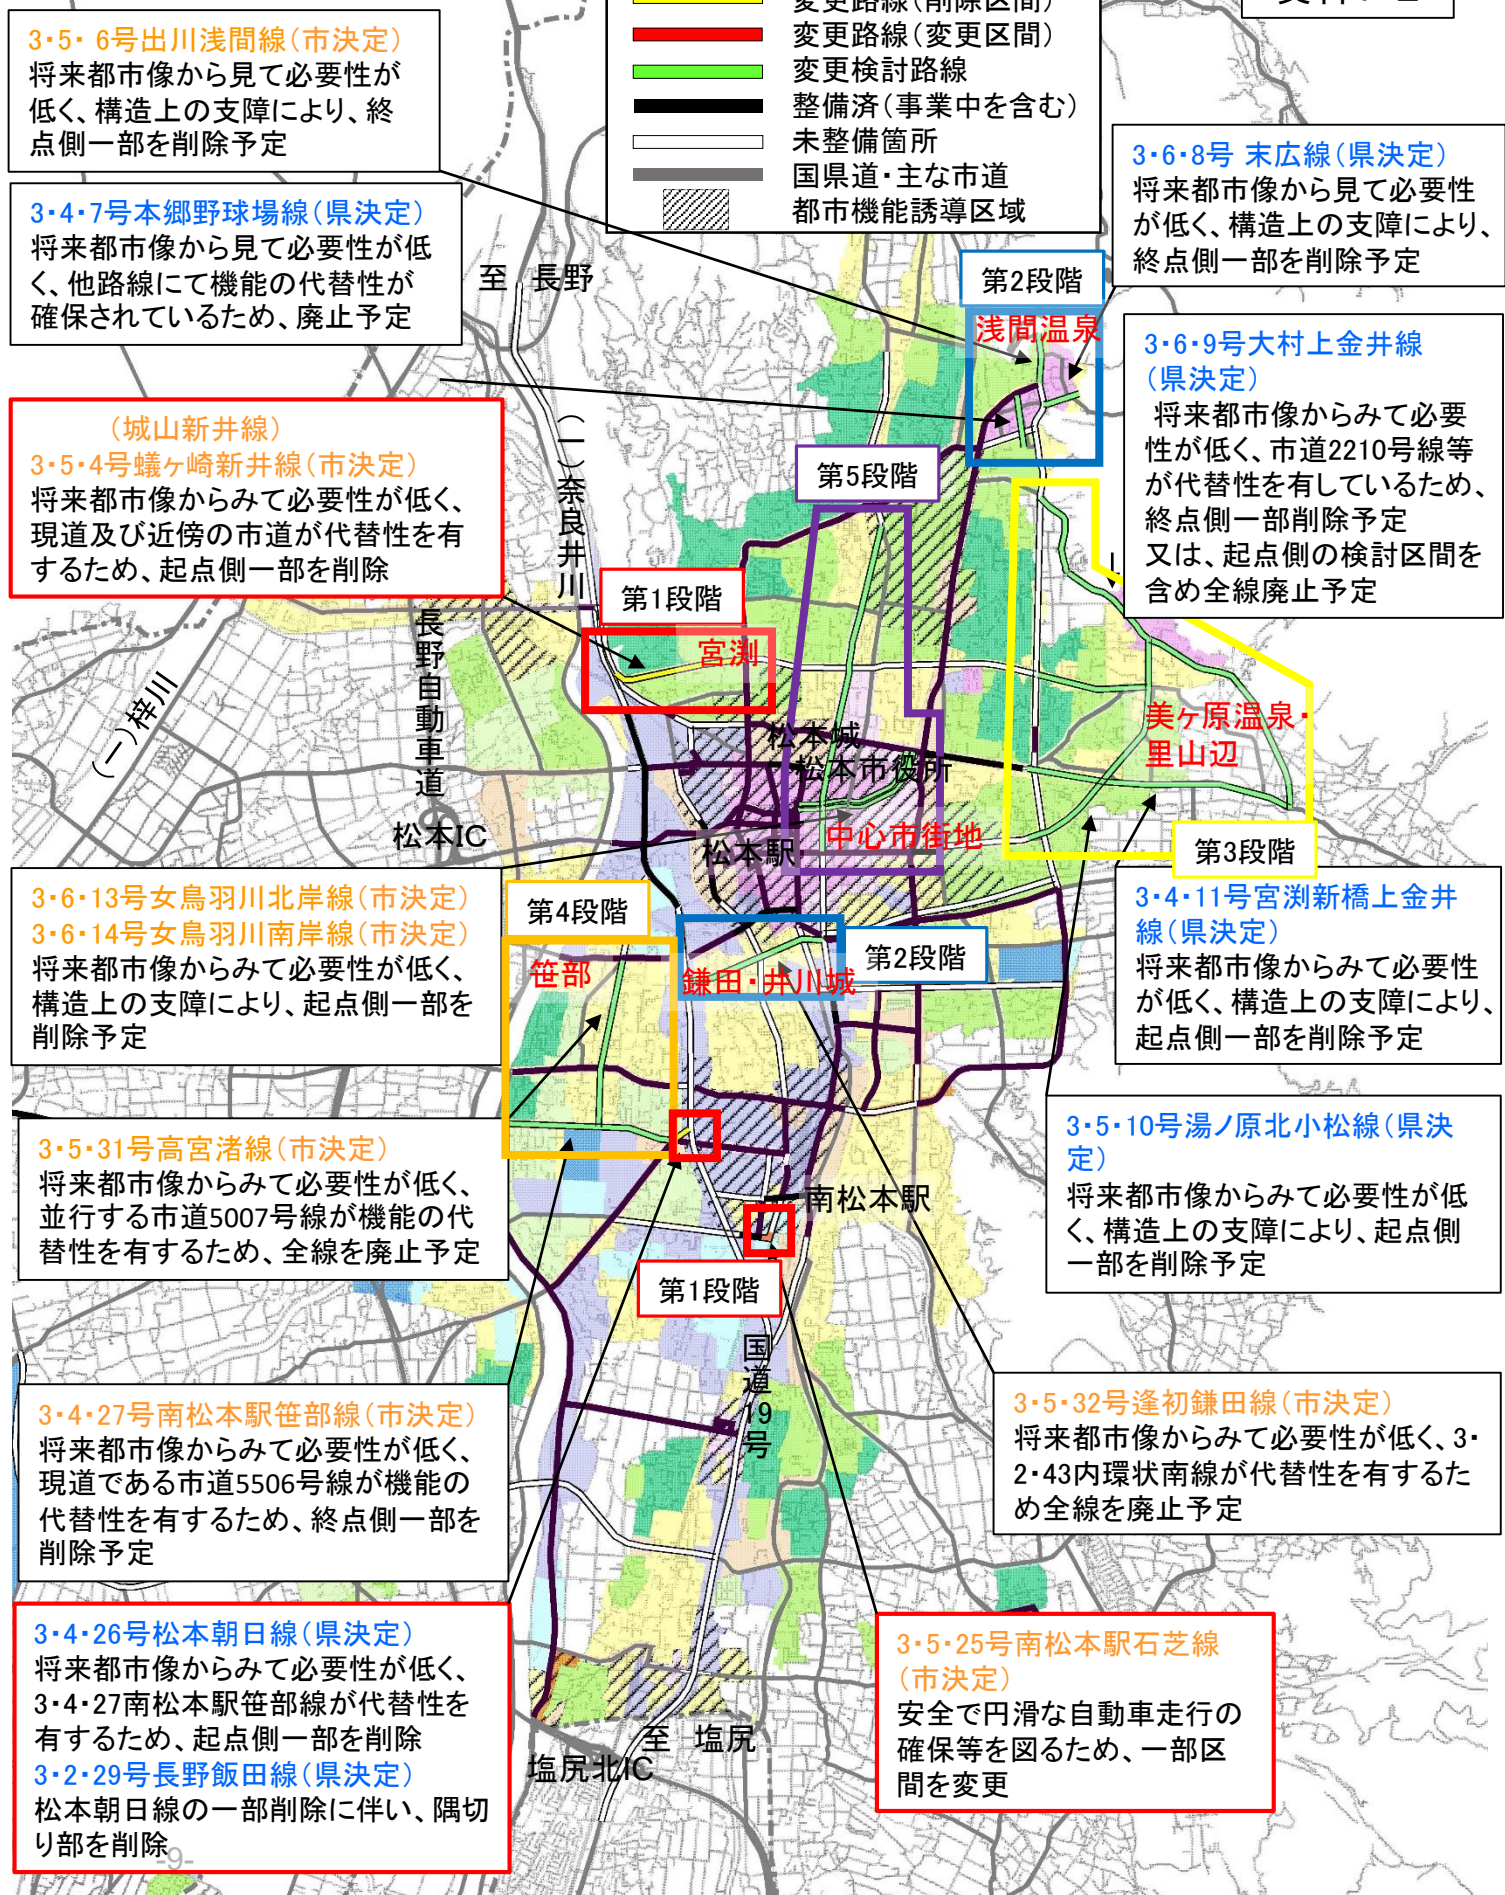 変更路線(削除区間)
変更路線(変更区間)
変更検討路線
整備済(事業中を含む)
未整備箇所
国県道・主な市道
都市機能誘導区域
3・5・ 6号出川浅間線(市決定)
将来都市像から見て必要性が
低く、構造上の支障により、終
点側一部を削除予定
3・4・7号本郷野球場線(県決定)
将来都市像から見て必要性が低
く、他路線にて機能の代替性が
確保されているため、廃止予定
(城山新井線)
3・5・4号蟻ヶ崎新井線(市決定)
将来都市像からみて必要性が低く、
現道及び近傍の市道が代替性を有
するため、起点側一部を削除
3・6・8号 末広線(県決定)
将来都市像から見て必要性
が低く、構造上の支障により、
終点側一部を削除予定
3・6・9号大村上金井線
(県決定)
将来都市像からみて必要
性が低く、市道2210号線等
が代替性を有しているため、
終点側一部削除予定
又は、起点側の検討区間を
含め全線廃止予定
至 長野
第2段階
浅間温泉
(一)奈良井川
第5段階
第1段階
宮渕
長野自動車道
(一)梓川
松本城
松本市役所
美ヶ原温泉・
里山辺
松本IC
松本駅
中心市街地
第3段階
3・6・13号女鳥羽川北岸線(市決定)
3・6・14号女鳥羽川南岸線(市決定)
将来都市像からみて必要性が低く、
構造上の支障により、起点側一部を
削除予定
第4段階
笹部
鎌田・井川城
第2段階
3・4・11号宮渕新橋上金井
線(県決定)
将来都市像からみて必要性
が低く、構造上の支障により、
起点側一部を削除予定
3・5・31号高宮渚線(市決定)
将来都市像からみて必要性が低く、
並行する市道5007号線が機能の代
替性を有するため、全線を廃止予定
3・5・10号湯ノ原北小松線(県決
定)
将来都市像からみて必要性が低
く、構造上の支障により、起点側
一部を削除予定
南松本駅
第1段階
国道19号
3・4・27号南松本駅笹部線(市決定)
将来都市像からみて必要性が低く、
現道である市道5506号線が機能の
代替性を有するため、終点側一部を
削除予定
3・5・32号逢初鎌田線(市決定)
将来都市像からみて必要性が低く、3・
2・43内環状南線が代替性を有するた
め全線を廃止予定
3・4・26号松本朝日線(県決定)
将来都市像からみて必要性が低く、
3・4・27南松本駅笹部線が代替性を
有するため、起点側一部を削除
3・2・29号長野飯田線(県決定)
松本朝日線の一部削除に伴い、隅切
り部を削除
3・5・25号南松本駅石芝線
(市決定)
安全で円滑な自動車走行の
確保等を図るため、一部区
間を変更
至 塩尻
塩尻北IC
-9-